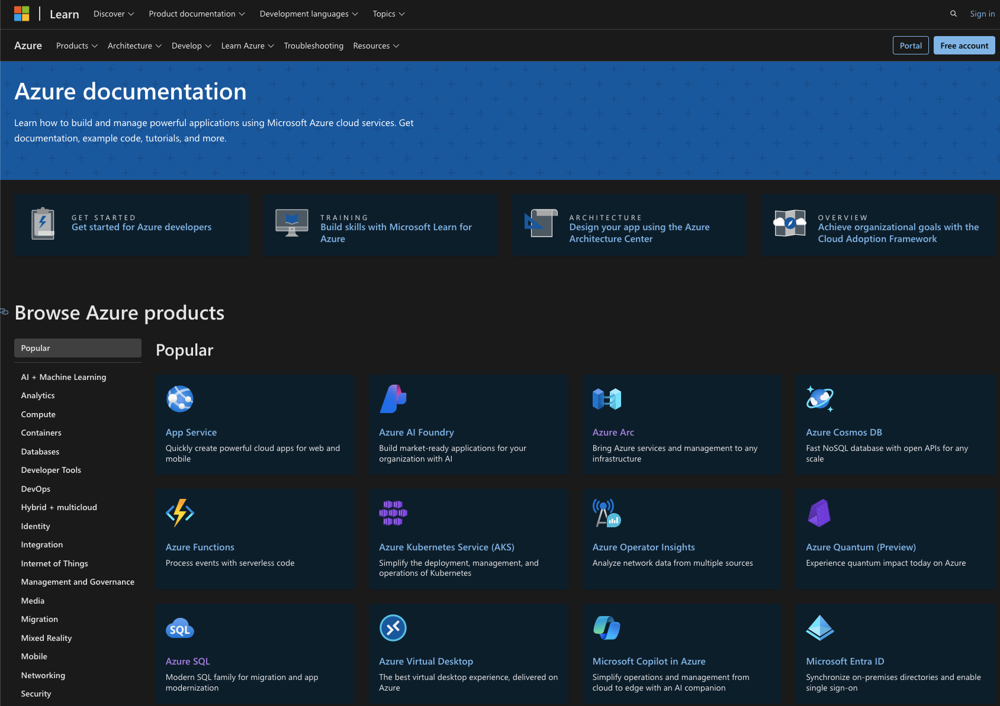 Learn
Discover
Product documentation
Development languages
Topics
Sign in
Azure
Products
Architecture
Develop
Learn Azure
Troubleshooting
Resources
Portal
Free account
Azure documentation
Learn how to build and manage powerful applications using Microsoft Azure cloud services. Get
documentation, example code, tutorials, and more.
GET STARTED
Get started for Azure developers
TRAINING
Build skills with Microsoft Learn for
Azure
ARCHITECTURE
Design your app using the Azure
Architecture Center
OVERVIEW
Achieve organizational goals with the
Cloud Adoption Framework
Browse Azure products
Popular
AI + Machine Learning
Analytics
Compute
Containers
Databases
Developer Tools
DevOps
Hybrid + multicloud
Identity
Integration
Internet of Things
Management and Governance
Media
Migration
Mixed Reality
Mobile
Networking
Security
Popular
App Service
Quickly create powerful cloud apps for web and
mobile
Azure AI Foundry
Build market-ready applications for your
organization with AI
Azure Arc
Bring Azure services and management to any
infrastructure
Azure Cosmos DB
Fast NoSQL database with open APIs for any
scale
Azure Functions
Process events with serverless code
Azure Kubernetes Service (AKS)
Simplify the deployment, management, and
operations of Kubernetes
Azure Operator Insights
Analyze network data from multiple sources
Azure Quantum (Preview)
Experience quantum impact today on Azure
SQL
Azure SQL
Modern SQL family for migration and app
modernization
Azure Virtual Desktop
The best virtual desktop experience, delivered on
Azure
Microsoft Copilot in Azure
Simplify operations and management from
cloud to edge with an AI companion
Microsoft Entra ID
Synchronize on-premises directories and enable
single sign-on